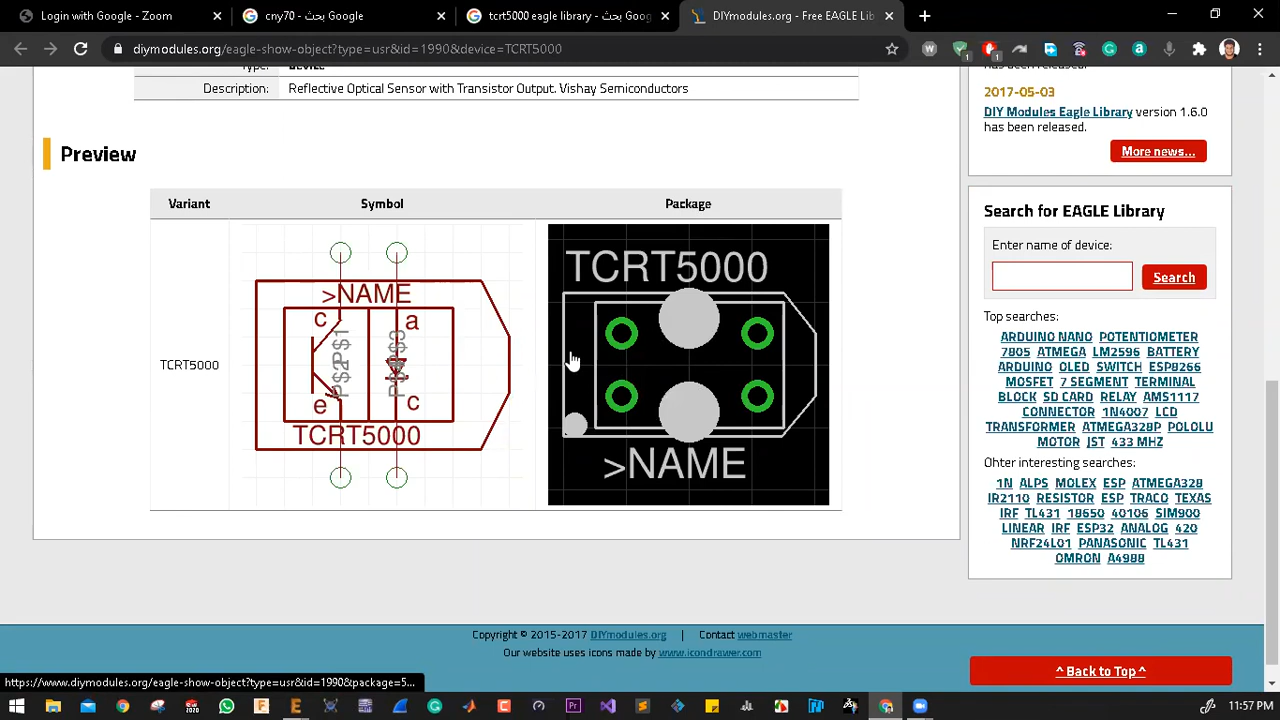 Login with Google - Zoom
cny70 - بحث Google
tcrt5000 eagle library - بحث Goog
DIYmodules.org - Free EAGLE Lib
diymodules.org/eagle-show-object?type=usr&id=1990&device=TCRT5000
Description: Reflective Optical Sensor with Transistor Output. Vishay Semiconductors
Preview
Variant Symbol Package
TCRT5000
>NAME
c a
e c
TCRT5000
TCRT5000
>NAME
2017-05-03
DIY Modules Eagle Library version 1.6.0
has been released.
More news...
Search for EAGLE Library
Enter name of device:
Search
Top searches:
ARDUINO NANO POTENTIOMETER
7805 ATMEGA LM2596 BATTERY
ARDUINO OLED SWITCH ESP8266
MOSFET 7 SEGMENT TERMINAL
BLOCK SD CARD RELAY AMS1117
CONNECTOR 1N4007 LCD
TRANSFORMER ATMEGA328P POLOLU
MOTOR JST 433 MHZ
Ohter interesting searches:
1N ALPS MOLEX ESP ATMEGA328
IR2110 RESISTOR ESP TRACO TEXAS
IRF TL431 18650 40106 SIM900
LINEAR IRF ESP32 ANALOG 420
NRF24L01 PANASONIC TL431
OMRON A4988
Copyright © 2015-2017 DIYmodules.org | Contact webmaster
Our website uses icons made by www.icondrawer.com
^ Back to Top ^
https://www.diymodules.org/eagle-show-object?type=usr&id=1990&package=5...
11:57 PM